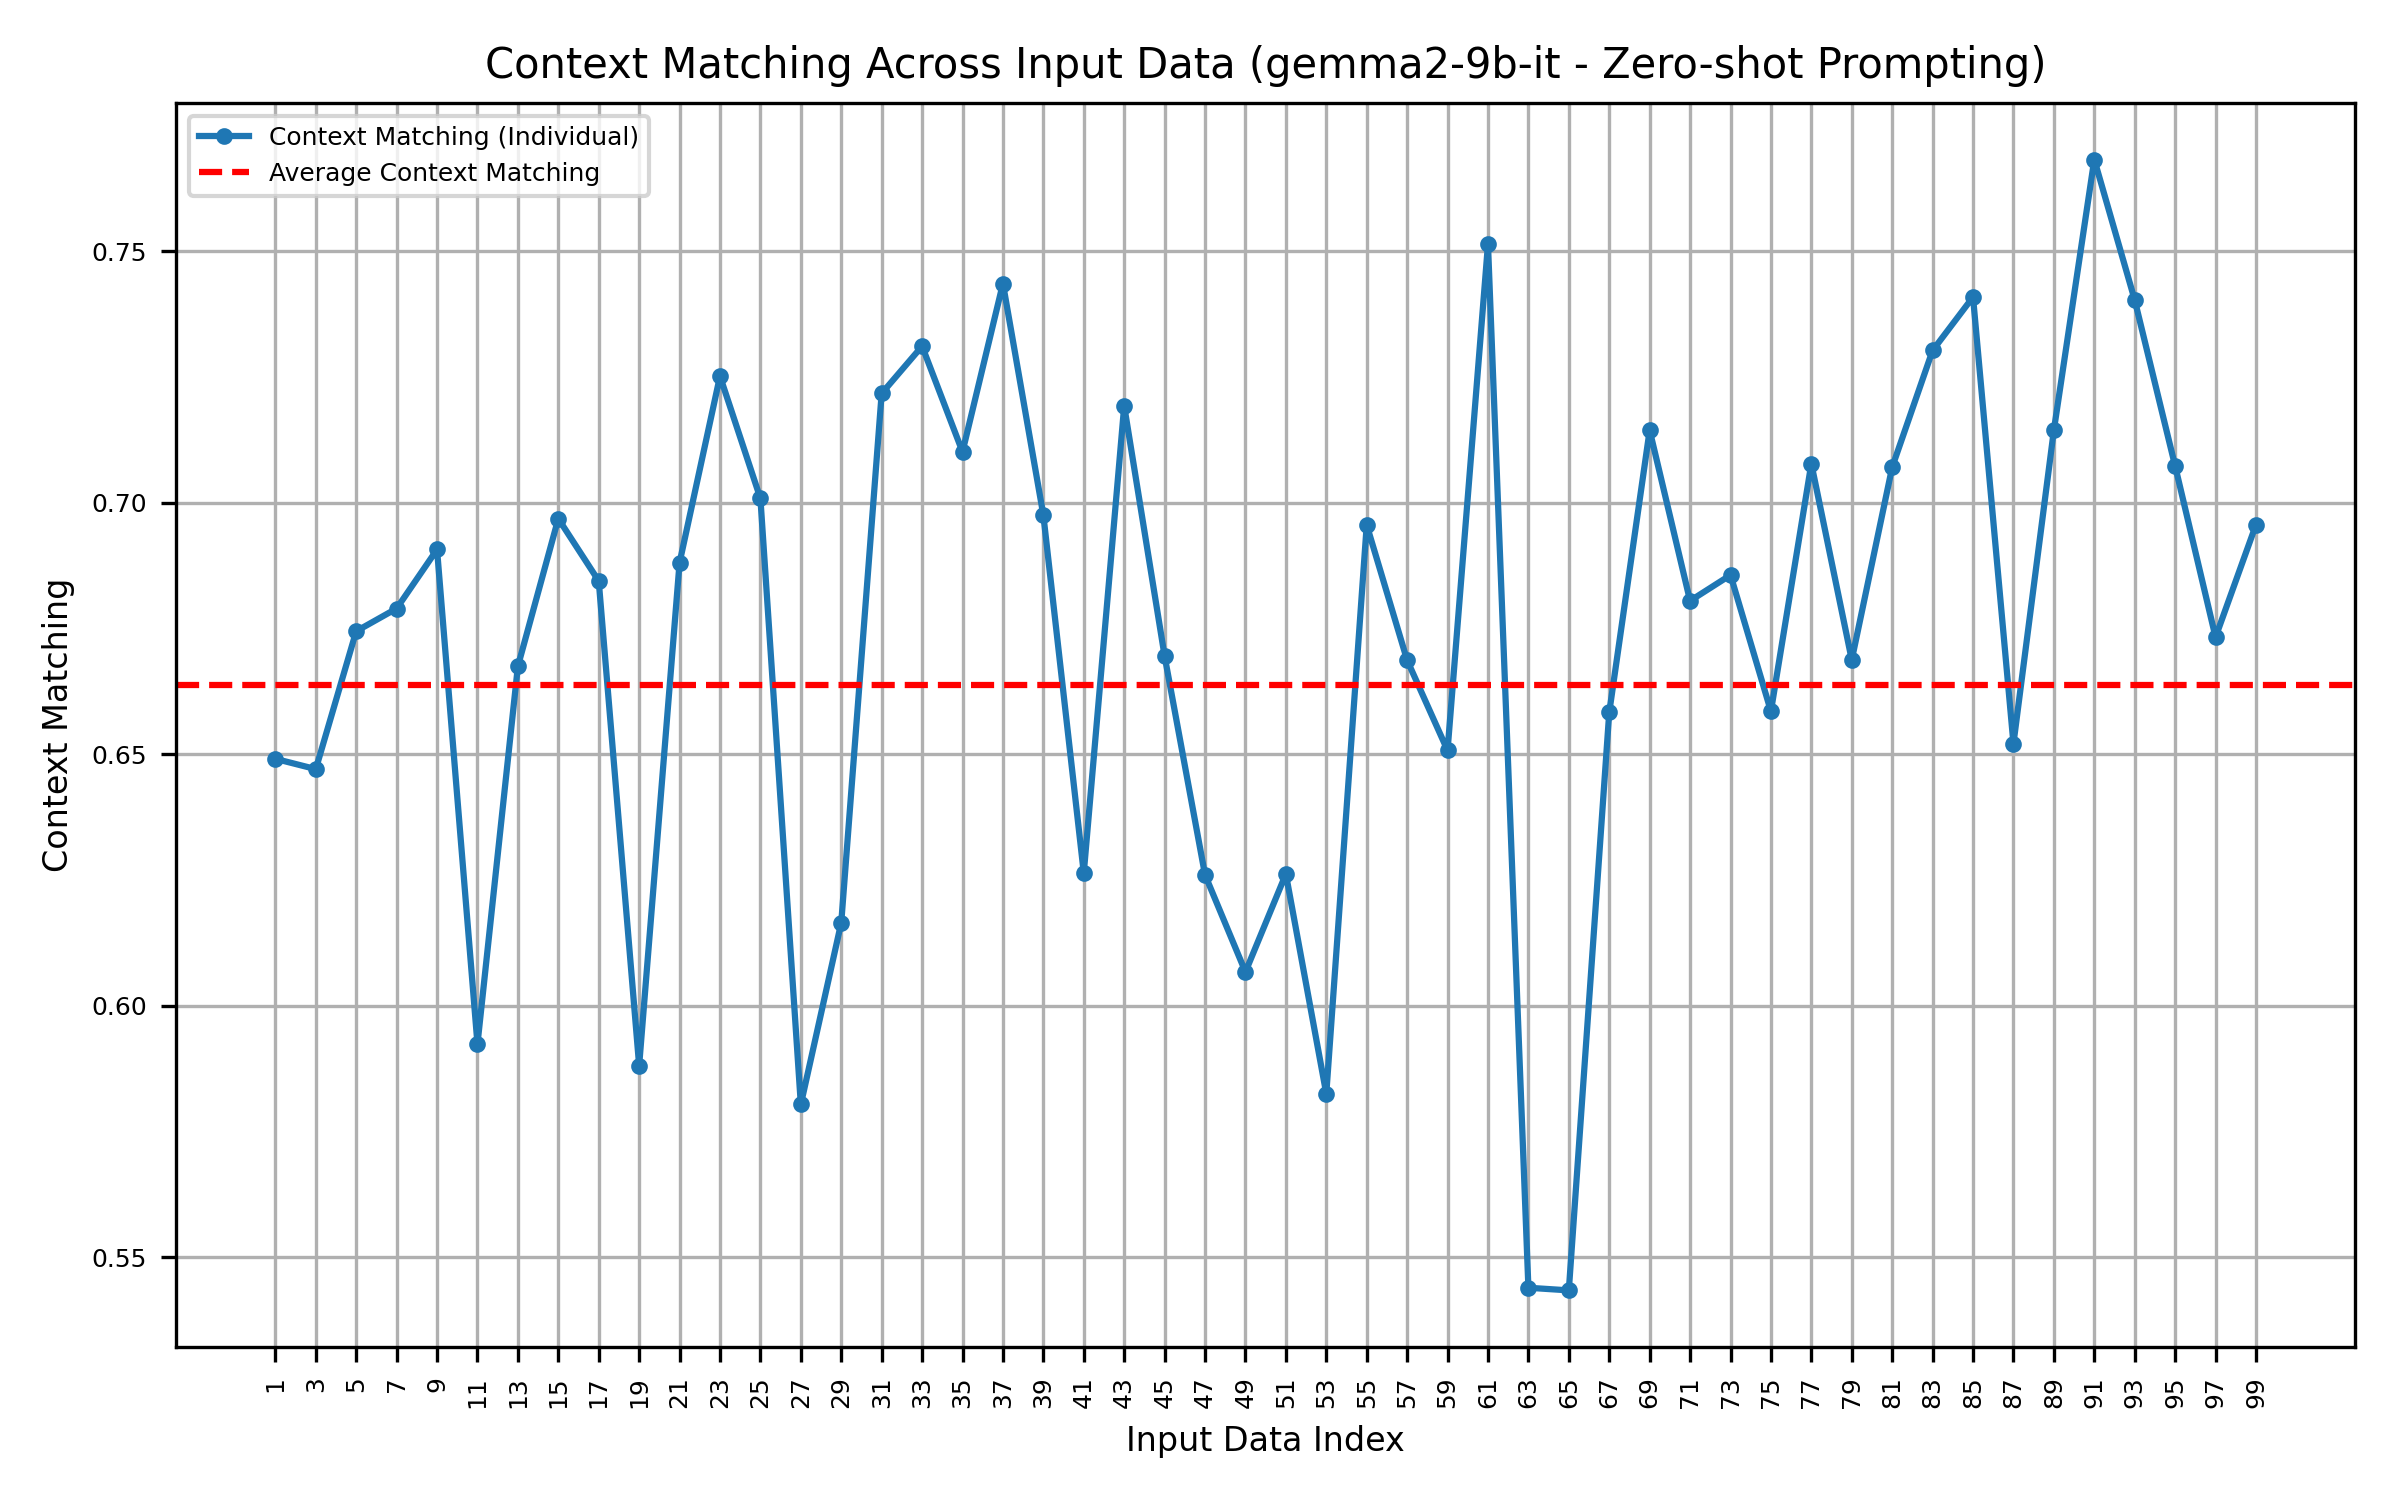 Context Matching Across Input Data (gemma2-9b-it - Zero-shot Prompting)
Context Matching (Individual)
Average Context Matching
Context Matching
0.75
0.70
0.65
0.60
0.55
1 3 5 7 9 11 13 15 17 19 21 23 25 27 29 31 33 35 37 39 41 43 45 47 49 51 53 55 57 59 61 63 65 67 69 71 73 75 77 79 81 83 85 87 89 91 93 95 97 99
Input Data Index